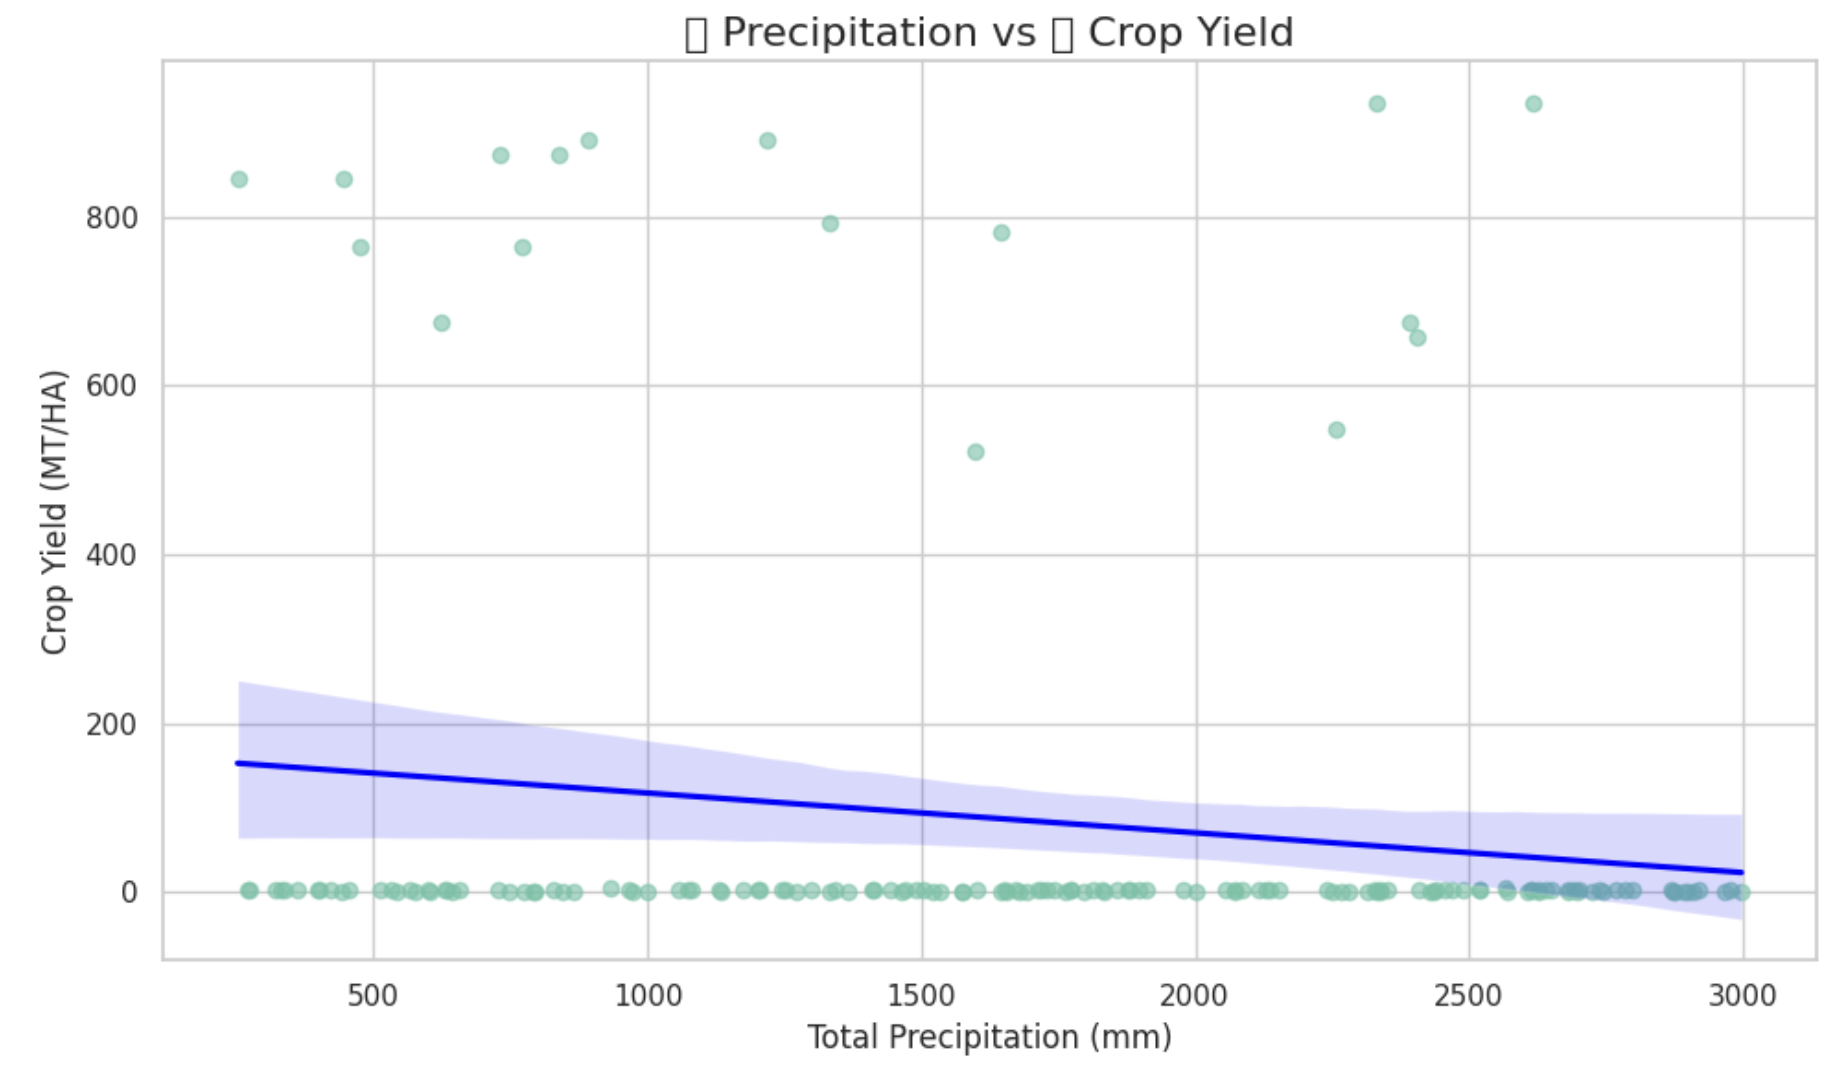 ▯ Precipitation vs ▯ Crop Yield
Crop Yield (MT/HA)
800
600
400
200
0
500 1000 1500 2000 2500 3000
Total Precipitation (mm)